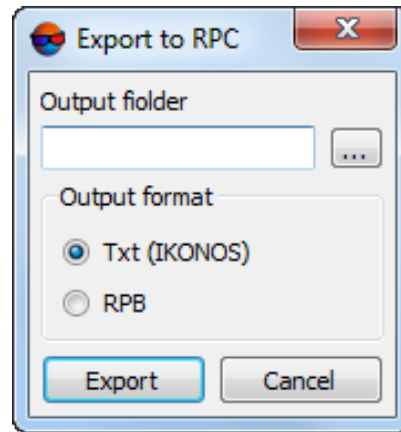 Export to RPC
Output fiolder
...
Output format
Txt (IKONOS)
RPB
Export Cancel